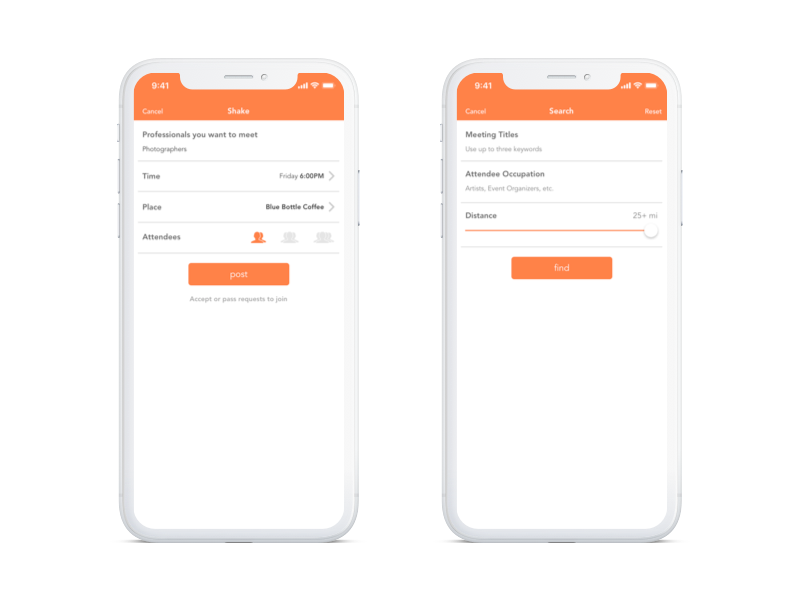 9:41
Cancel Shake
Professionals you want to meet
Photographers
Time Friday 6:00PM
Place Blue Bottle Coffee
Attendees
post
Accept or pass requests to join
9:41
Cancel Search Reset
Meeting Titles
Use up to three keywords
Attendee Occupation
Artists, Event Organizers, etc.
Distance 25+ mi
find